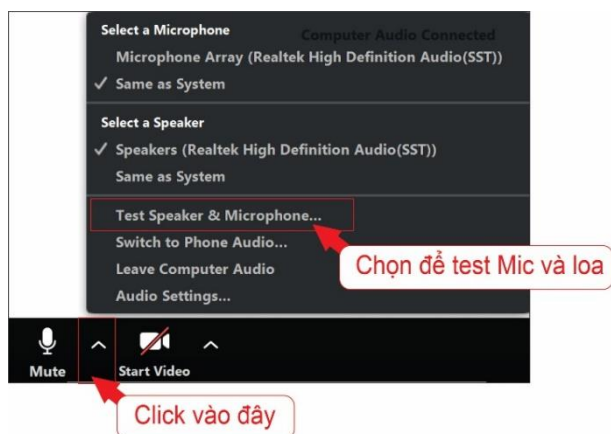 Select a Microphone
Computer Audio Connected
Microphone Array (Realtek High Definition Audio(SST))
✓ Same as System
Select a Speaker
✓ Speakers (Realtek High Definition Audio(SST))
Same as System
Test Speaker & Microphone...
Switch to Phone Audio...
Chọn để test Mic và loa
Leave Computer Audio
Audio Settings...
Mute
Start Video
Click vào đây